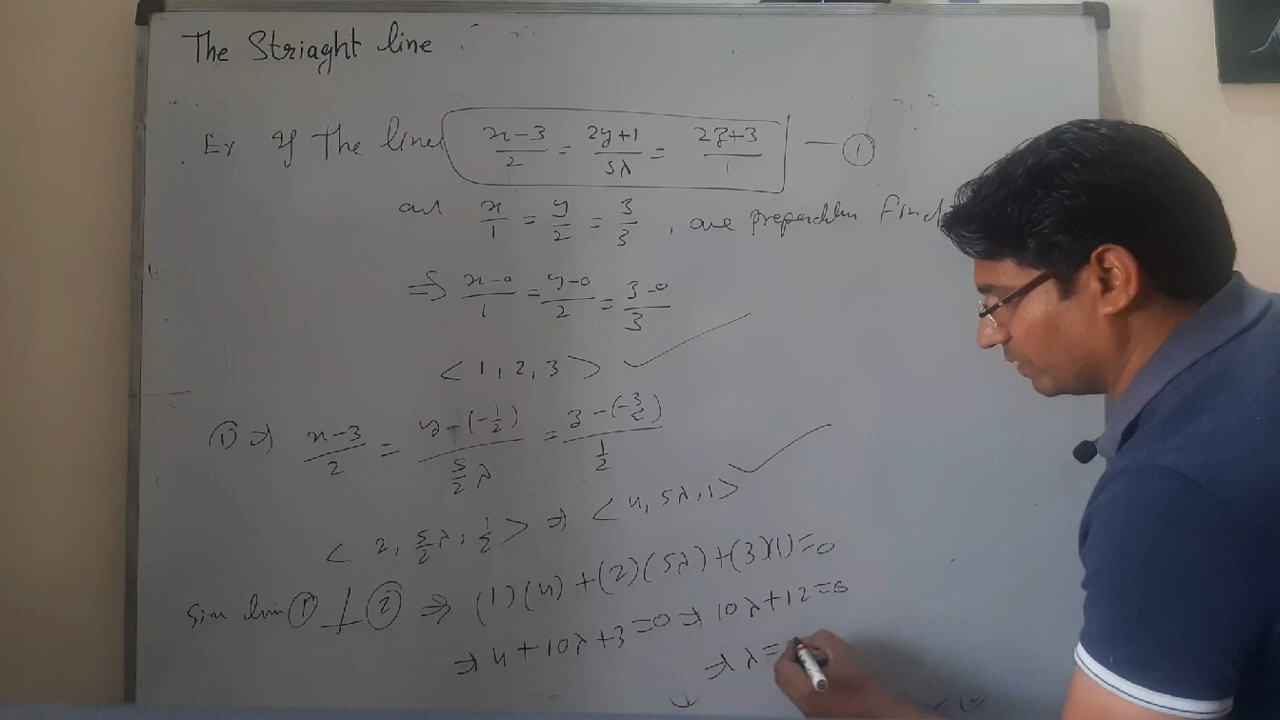 The Striaght line
Ex If the lines x-3/2 = 2y+1/5λ = 2z+3/1 — ①
and x/1 = y/2 = z/3 , are Find
⇒ x-0/1 = y-0/2 = z-0/3
< 1, 2, 3 >
① ⇒ x-3/2 = y-(-1/2)/(5/2 λ) = z-(-3/2)/(1/2)
< 2, 5/2 λ, 1/2 > ⇒ < 4, 5λ, 1 >
① ⊥ ② ⇒ (1)(4) + (2)(5λ) + (3)(1) = 0
⇒ 4 + 10λ + 3 = 0 ⇒ 10λ + 12 = 0
⇒ λ =